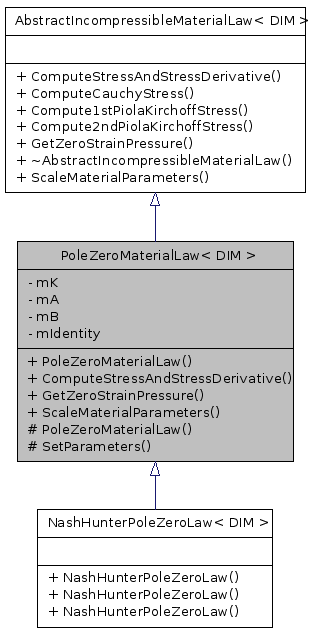 AbstractIncompressibleMaterialLaw< DIM >
+ ComputeStressAndStressDerivative()
+ ComputeCauchyStress()
+ Compute1stPiolaKirchoffStress()
+ Compute2ndPiolaKirchoffStress()
+ GetZeroStrainPressure()
+ ~AbstractIncompressibleMaterialLaw()
+ ScaleMaterialParameters()
PoleZeroMaterialLaw< DIM >
- mK
- mA
- mB
- mIdentity
+ PoleZeroMaterialLaw()
+ ComputeStressAndStressDerivative()
+ GetZeroStrainPressure()
+ ScaleMaterialParameters()
# PoleZeroMaterialLaw()
# SetParameters()
NashHunterPoleZeroLaw< DIM >
+ NashHunterPoleZeroLaw()
+ NashHunterPoleZeroLaw()
+ NashHunterPoleZeroLaw()